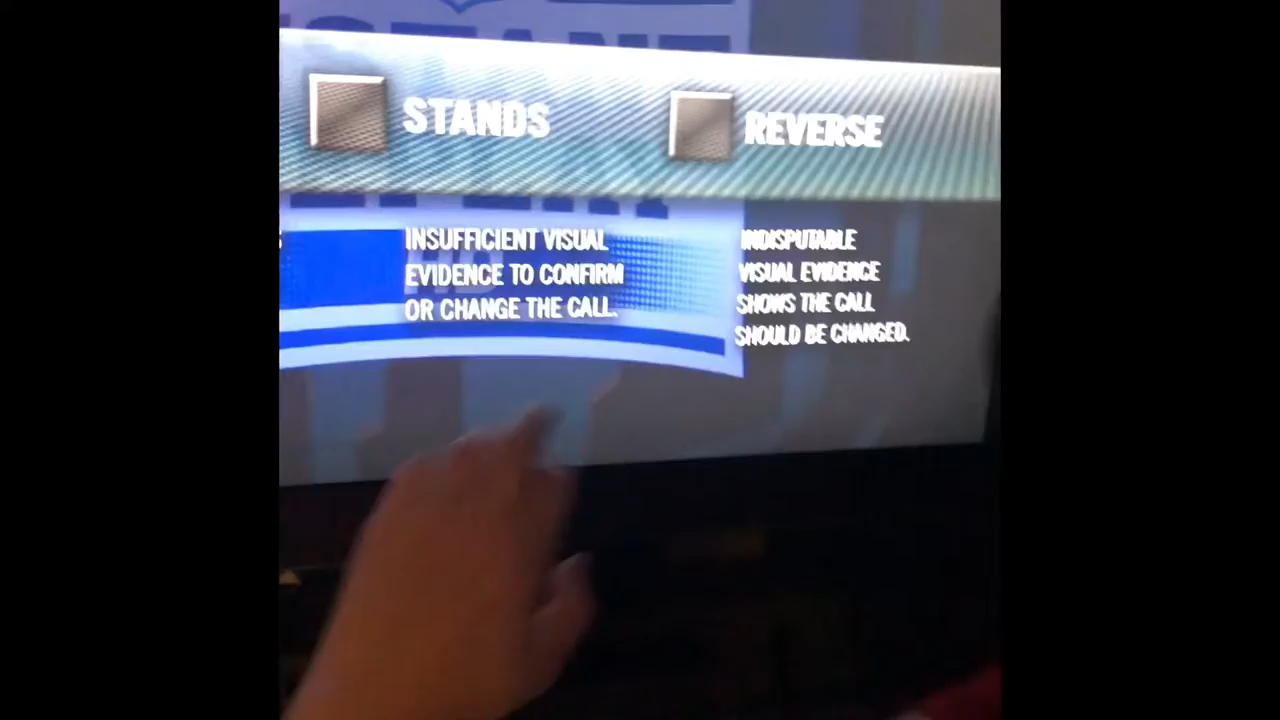 STANDS
REVERSE
INSUFFICIENT VISUAL
EVIDENCE TO CONFIRM
OR CHANGE THE CALL.
INDISPUTABLE
VISUAL EVIDENCE
SHOWS THE CALL
SHOULD BE CHANGED.